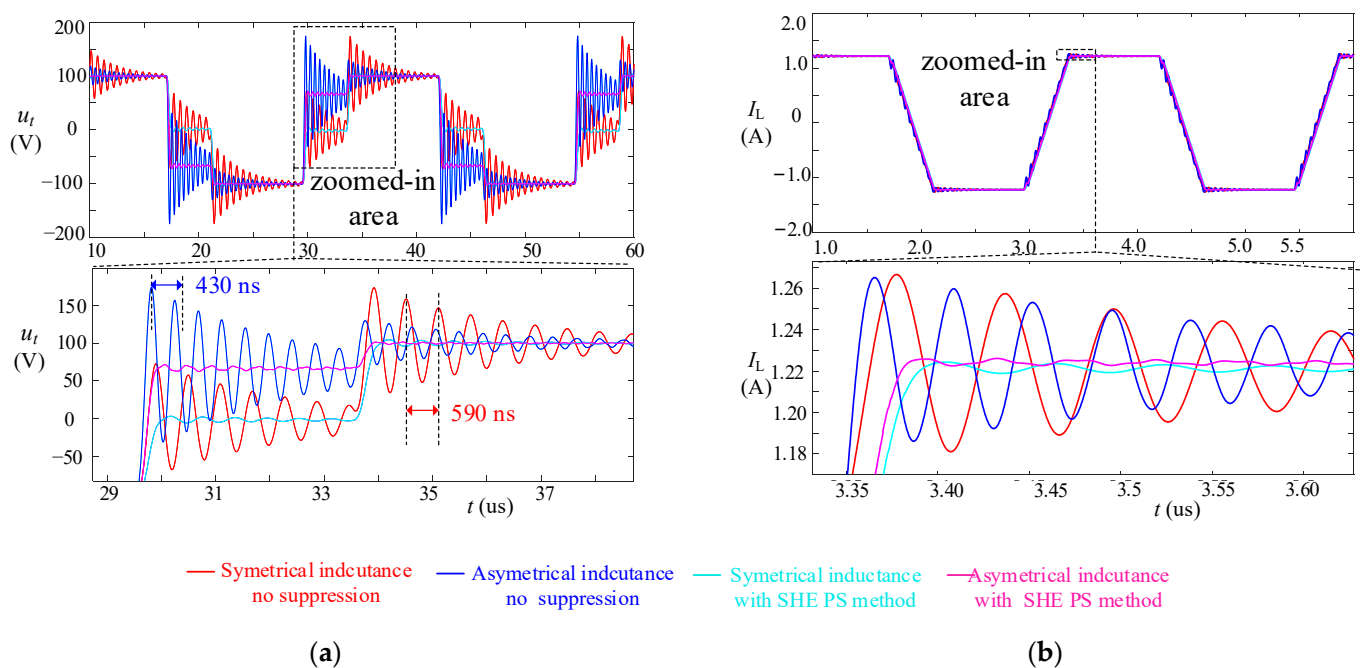 200
100
u_t
(V)
0
−100
−200
10
20
30
40
50
60
zoomed-in
area
150
100
u_t
(V)
50
0
−50
430 ns
590 ns
29
31
33
35
37
t (us)
2.0
1.0
I_L
(A)
0
−1.0
−2.0
1.0
2.0
3.0
4.0
5.0
5.5
zoomed-in
area
1.26
1.24
I_L
(A)
1.22
1.20
1.18
3.35
3.40
3.45
3.5
3.55
3.60
t (us)
Symetrical indcutance
no suppression
Asymetrical indcutance
no suppression
Symetrical inductance
with SHE PS method
Asymetrical indcutance
with SHE PS method
(a)
(b)